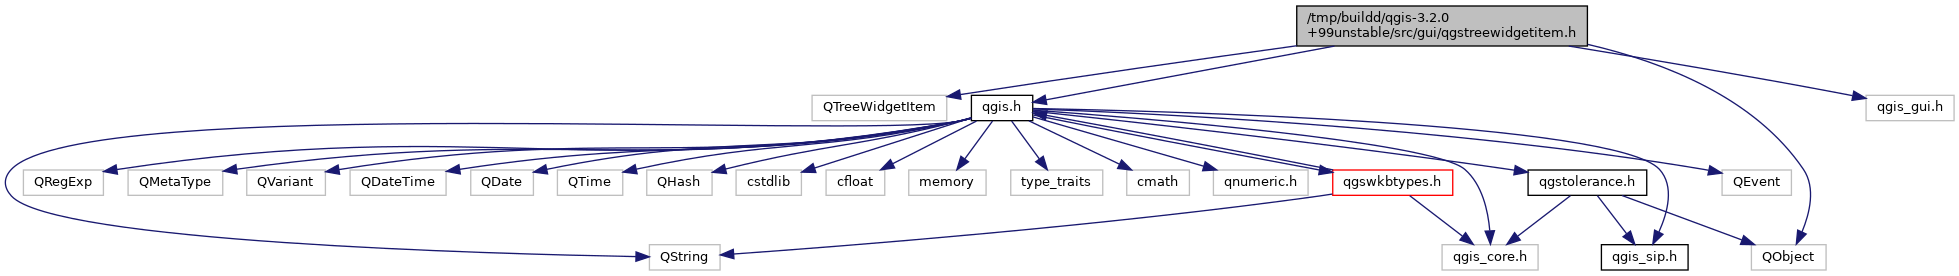 /tmp/buildd/qgis-3.2.0
+99unstable/src/gui/qgstreewidgetitem.h
QTreeWidgetItem
qgis.h
qgis_gui.h
QRegExp
QMetaType
QVariant
QDateTime
QDate
QTime
QHash
cstdlib
cfloat
memory
type_traits
cmath
qnumeric.h
qgswkbtypes.h
qgstolerance.h
QEvent
QString
qgis_core.h
qgis_sip.h
QObject